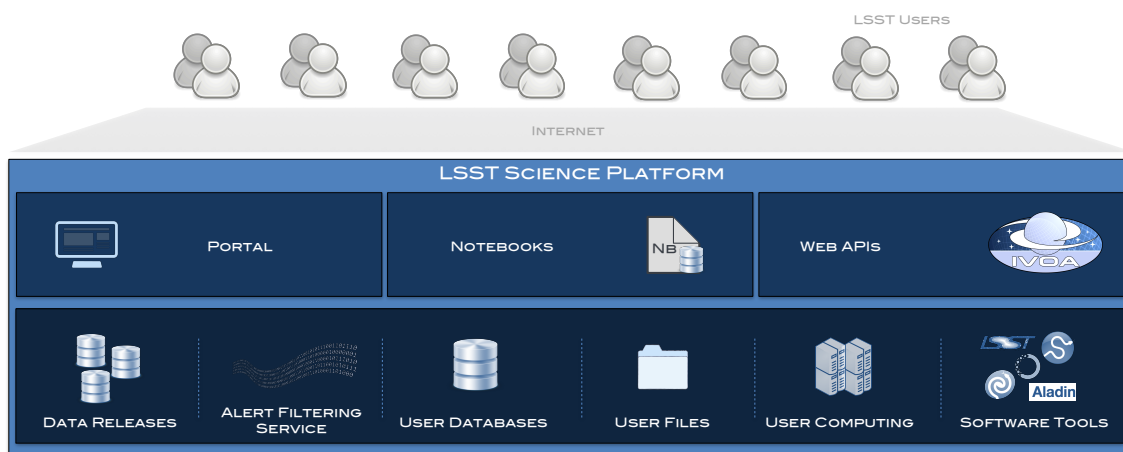 LSST Users
Internet
LSST Science Platform
Portal
Notebooks
NB
Web APIs
IVOA
Data Releases
Alert Filtering
Service
User Databases
User Files
User Computing
Software Tools
LSST
S
Aladin